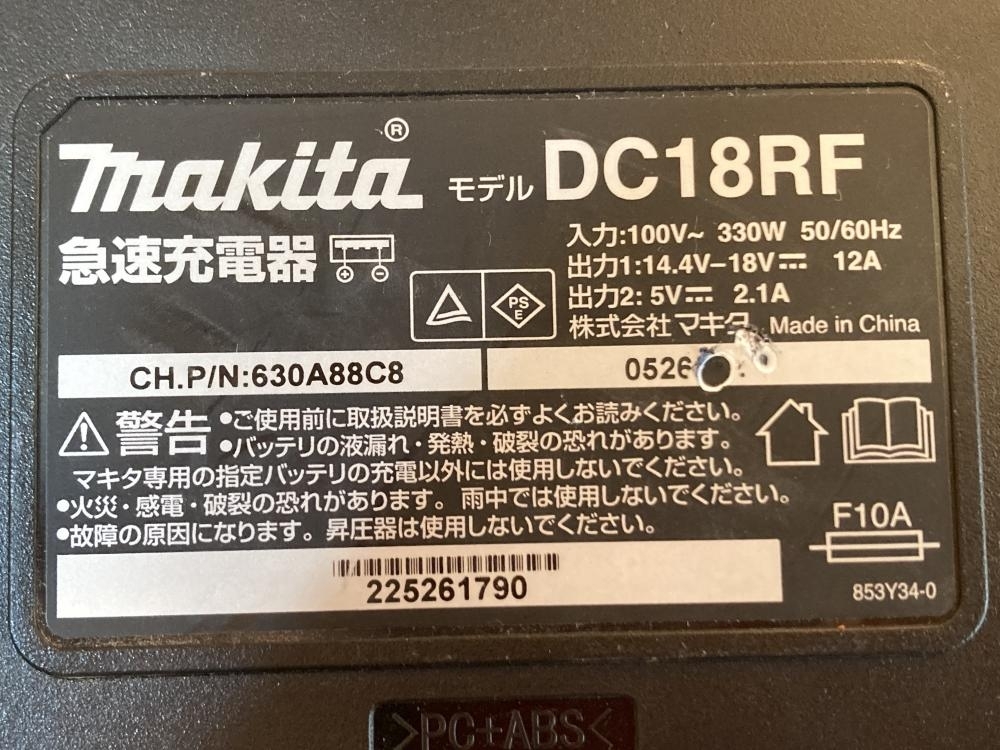 makita® モデル DC18RF
急速充電器
入力:100V~ 330W 50/60Hz
出力1:14.4V-18V⎓ 12A
出力2: 5V⎓ 2.1A
PS
E
株式会社マキタ Made in China
CH.P/N:630A88C8
0526
警告 •ご使用前に取扱説明書を必ずよくお読みください。
•バッテリの液漏れ・発熱・破裂の恐れがあります。
マキタ専用の指定バッテリの充電以外には使用しないでください。
•火災・感電・破裂の恐れがあります。雨中では使用しないでください。
•故障の原因になります。昇圧器は使用しないでください。
F10A
225261790
853Y34-0
>PC+ABS<